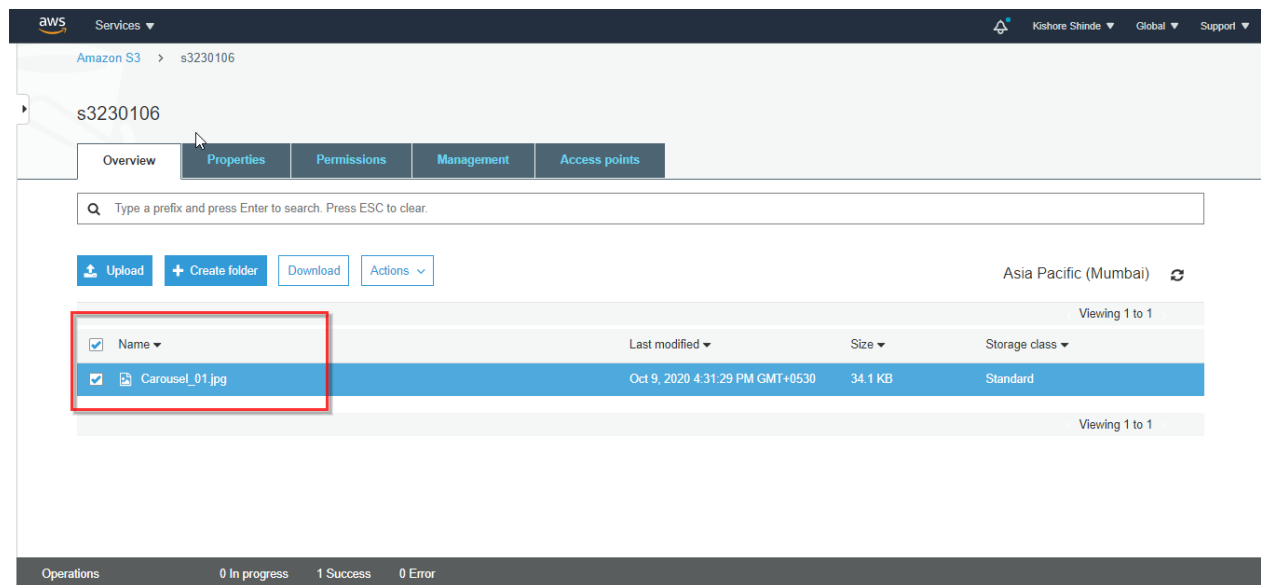 aws Services Kishore Shinde Global Support
Amazon S3 > s3230106
s3230106
Overview Properties Permissions Management Access points
Type a prefix and press Enter to search. Press ESC to clear.
Upload + Create folder Download Actions Asia Pacific (Mumbai)
Viewing 1 to 1
Name Last modified Size Storage class
Carousel_01.jpg Oct 9, 2020 4:31:29 PM GMT+0530 34.1 KB Standard
Viewing 1 to 1
Operations 0 In progress 1 Success 0 Error